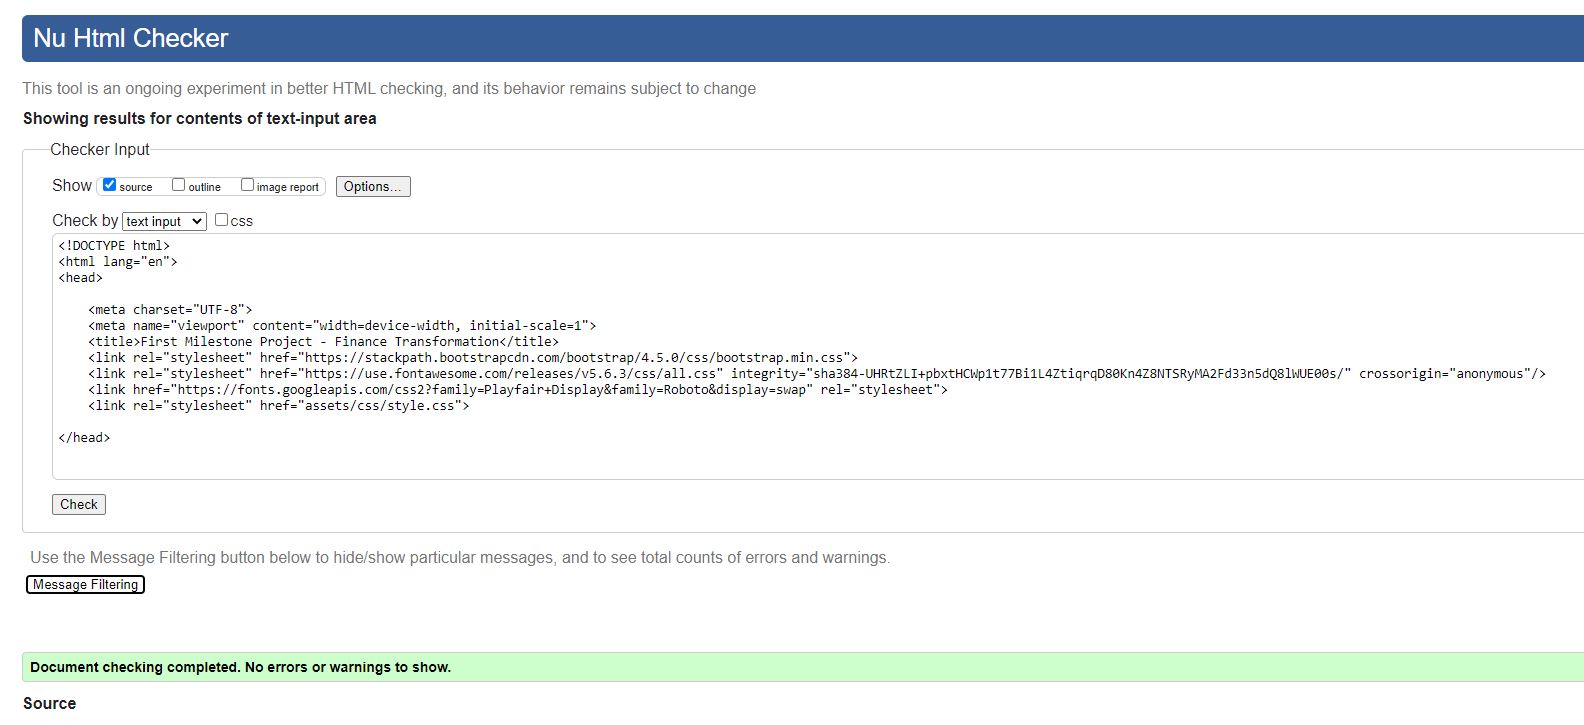 Nu Html Checker
This tool is an ongoing experiment in better HTML checking, and its behavior remains subject to change
Showing results for contents of text-input area
Checker Input
Show source outline image report Options...
Check by text input css
<!DOCTYPE html>
<html lang="en">
<head>
<meta charset="UTF-8">
<meta name="viewport" content="width=device-width, initial-scale=1">
<title>First Milestone Project - Finance Transformation</title>
<link rel="stylesheet" href="https://stackpath.bootstrapcdn.com/bootstrap/4.5.0/css/bootstrap.min.css">
<link rel="stylesheet" href="https://use.fontawesome.com/releases/v5.6.3/css/all.css" integrity="sha384-UHRtZLI+pbxtHCWp1t77Bi1L4ZtiqrqD80Kn4Z8NTSRyMA2Fd33n5dQ8lWUE00s/" crossorigin="anonymous"/>
<link href="https://fonts.googleapis.com/css2?family=Playfair+Display&family=Roboto&display=swap" rel="stylesheet">
<link rel="stylesheet" href="assets/css/style.css">
</head>
Check
Use the Message Filtering button below to hide/show particular messages, and to see total counts of errors and warnings.
Message Filtering
Document checking completed. No errors or warnings to show.
Source